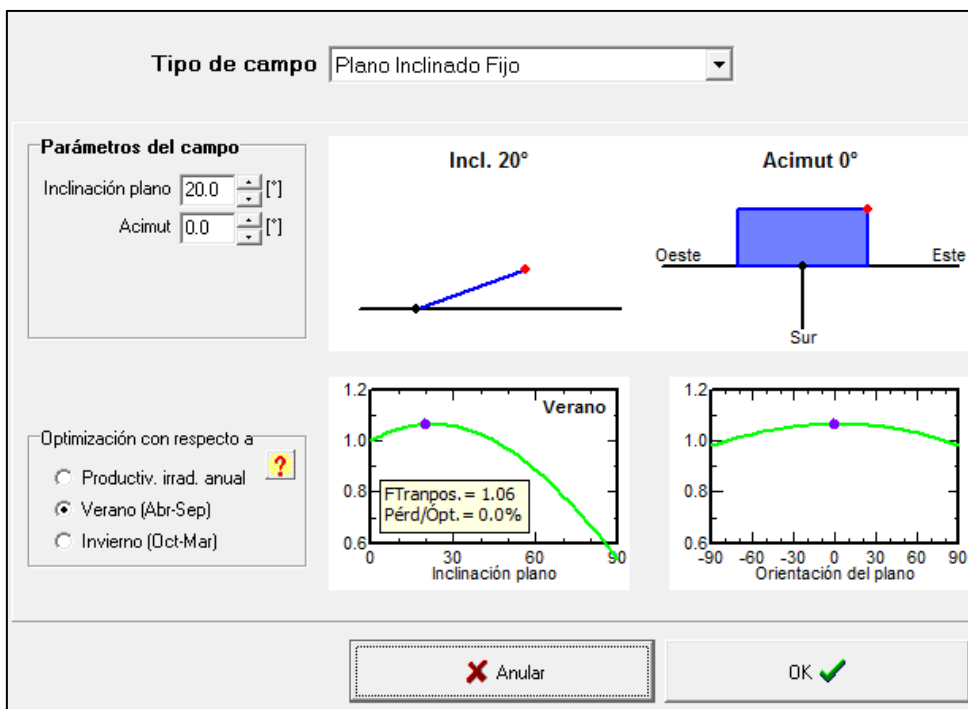 Tipo de campo Plano Inclinado Fijo
Parámetros del campo
Inclinación plano 20.0 [°]
Acimut 0.0 [°]
Incl. 20°
Acimut 0°
Oeste
Este
Sur
Optimización con respecto a
?
Productiv. irrad. anual
Verano (Abr-Sep)
Invierno (Oct-Mar)
1.2
1.0
0.8
0.6
Verano
FTranpos. = 1.06
Pérd/Ópt. = 0.0%
0 30 60 90
Inclinación plano
1.2
1.0
0.8
0.6
-90 -60 -30 0 30 60 90
Orientación del plano
Anular
OK